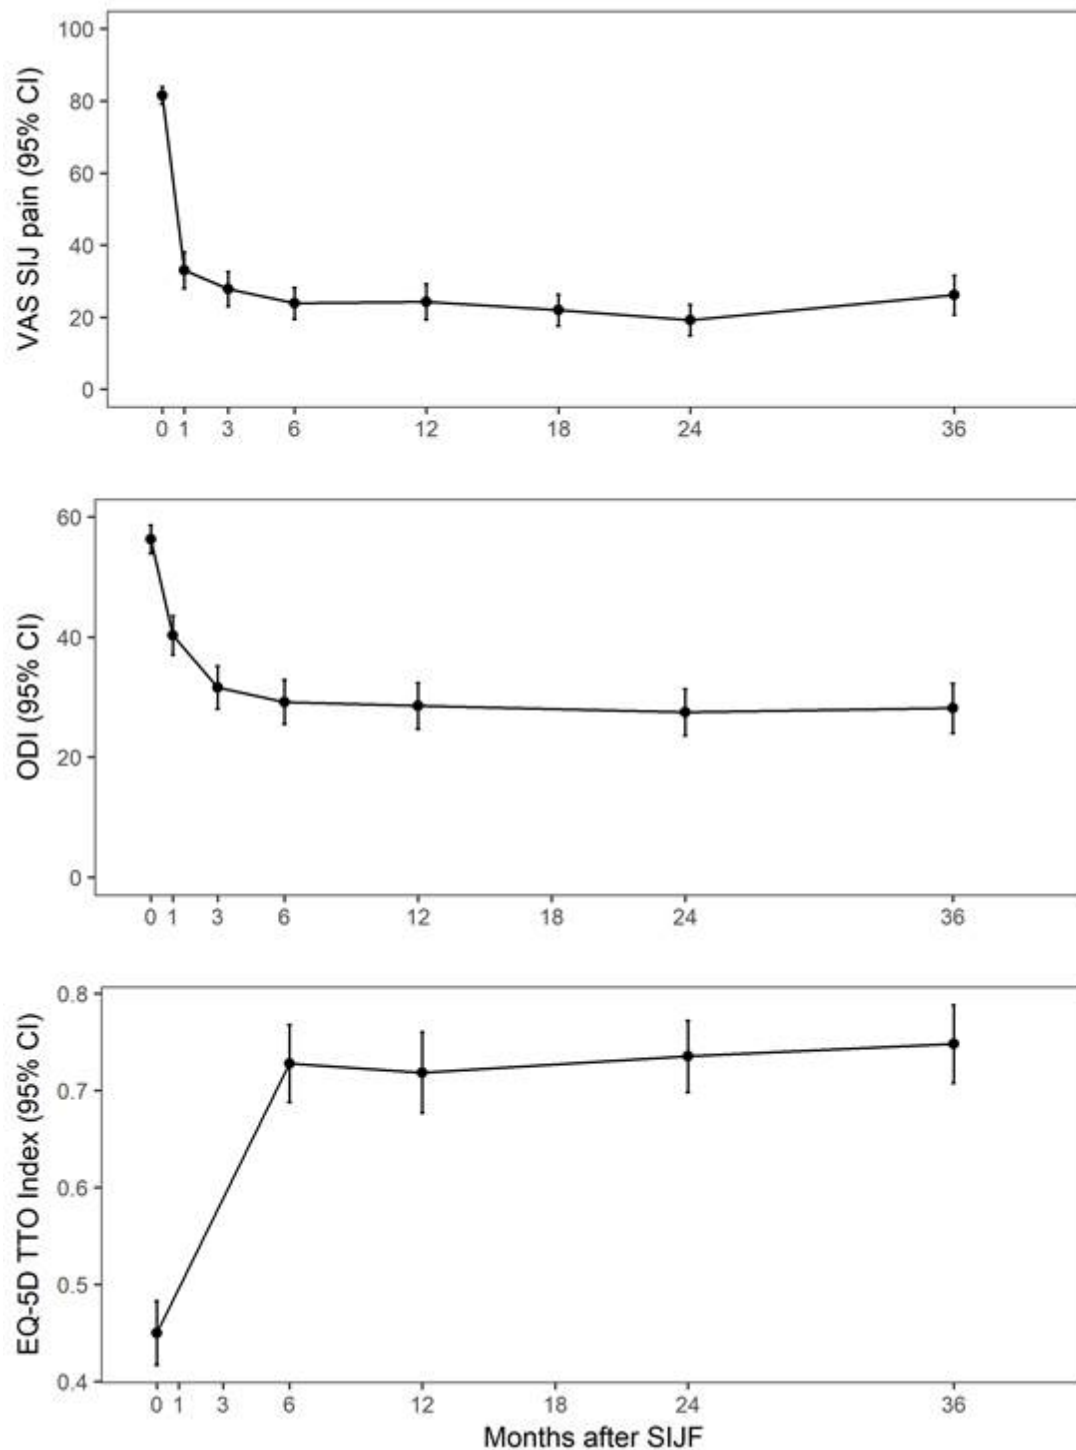 VAS SIJ pain (95% CI)
100
80
60
40
20
0
0 1 3 6 12 18 24 36
ODI (95% CI)
60
40
20
0
0 1 3 6 12 18 24 36
EQ-5D TTO Index (95% CI)
0.8
0.7
0.6
0.5
0.4
0 1 3 6 12 18 24 36
Months after SIJF